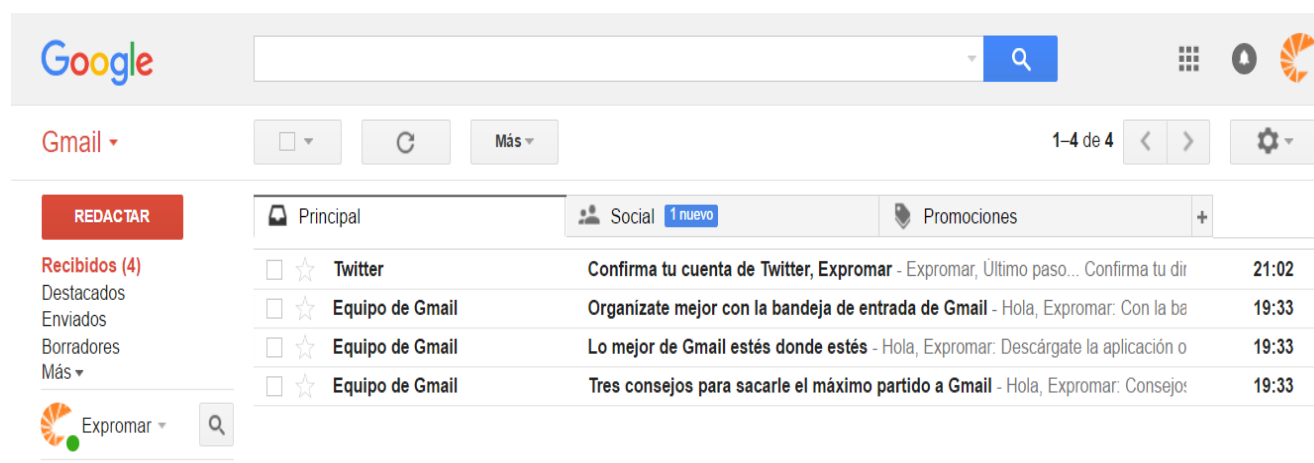 Google
Gmail
Más
1–4 de 4
REDACTAR
Principal
Social 1 nuevo
Promociones
+
Recibidos (4)
Destacados
Enviados
Borradores
Más
Twitter Confirma tu cuenta de Twitter, Expromar - Expromar, Último paso... Confirma tu dir 21:02
Equipo de Gmail Organízate mejor con la bandeja de entrada de Gmail - Hola, Expromar: Con la ba 19:33
Equipo de Gmail Lo mejor de Gmail estés donde estés - Hola, Expromar: Descárgate la aplicación o 19:33
Equipo de Gmail Tres consejos para sacarle el máximo partido a Gmail - Hola, Expromar: Consejos 19:33
Expromar